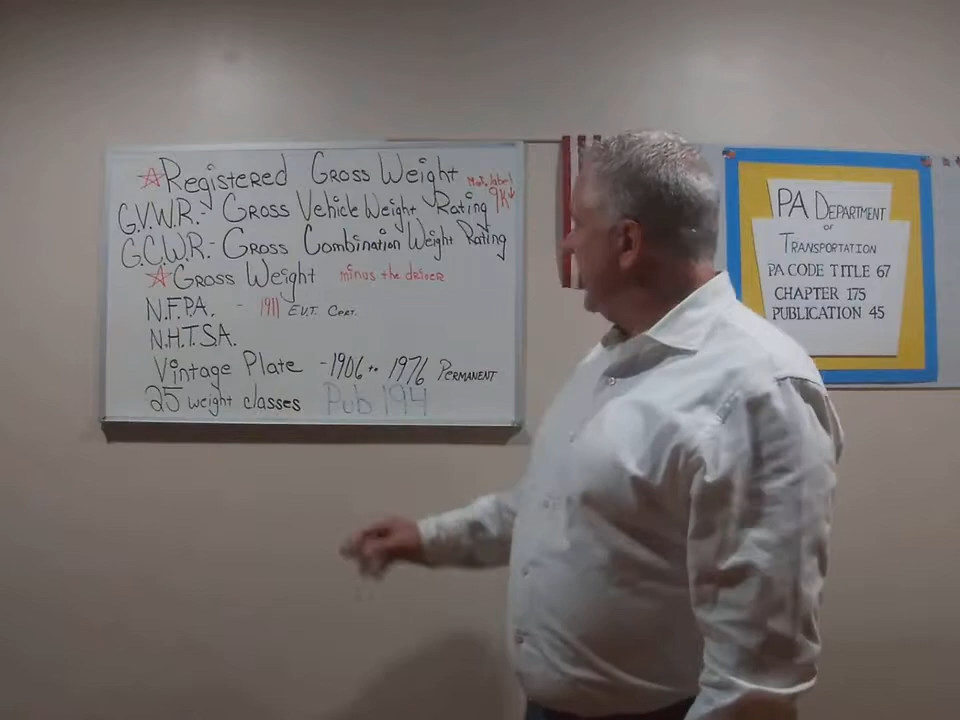 ☆ Registered Gross Weight
Mot. label
9K ↓
G.V.W.R.- Gross Vehicle Weight Rating
G.C.W.R.- Gross Combination Weight Rating
☆ Gross Weight minus the driver
N.F.P.A. - 1911 E.V.T. Cert.
N.H.T.S.A.
Vintage Plate - 1906 to 1976 Permanent
25 weight classes Pub 194
PA DEPARTMENT
OF
TRANSPORTATION
PA CODE TITLE 67
CHAPTER 175
PUBLICATION 45